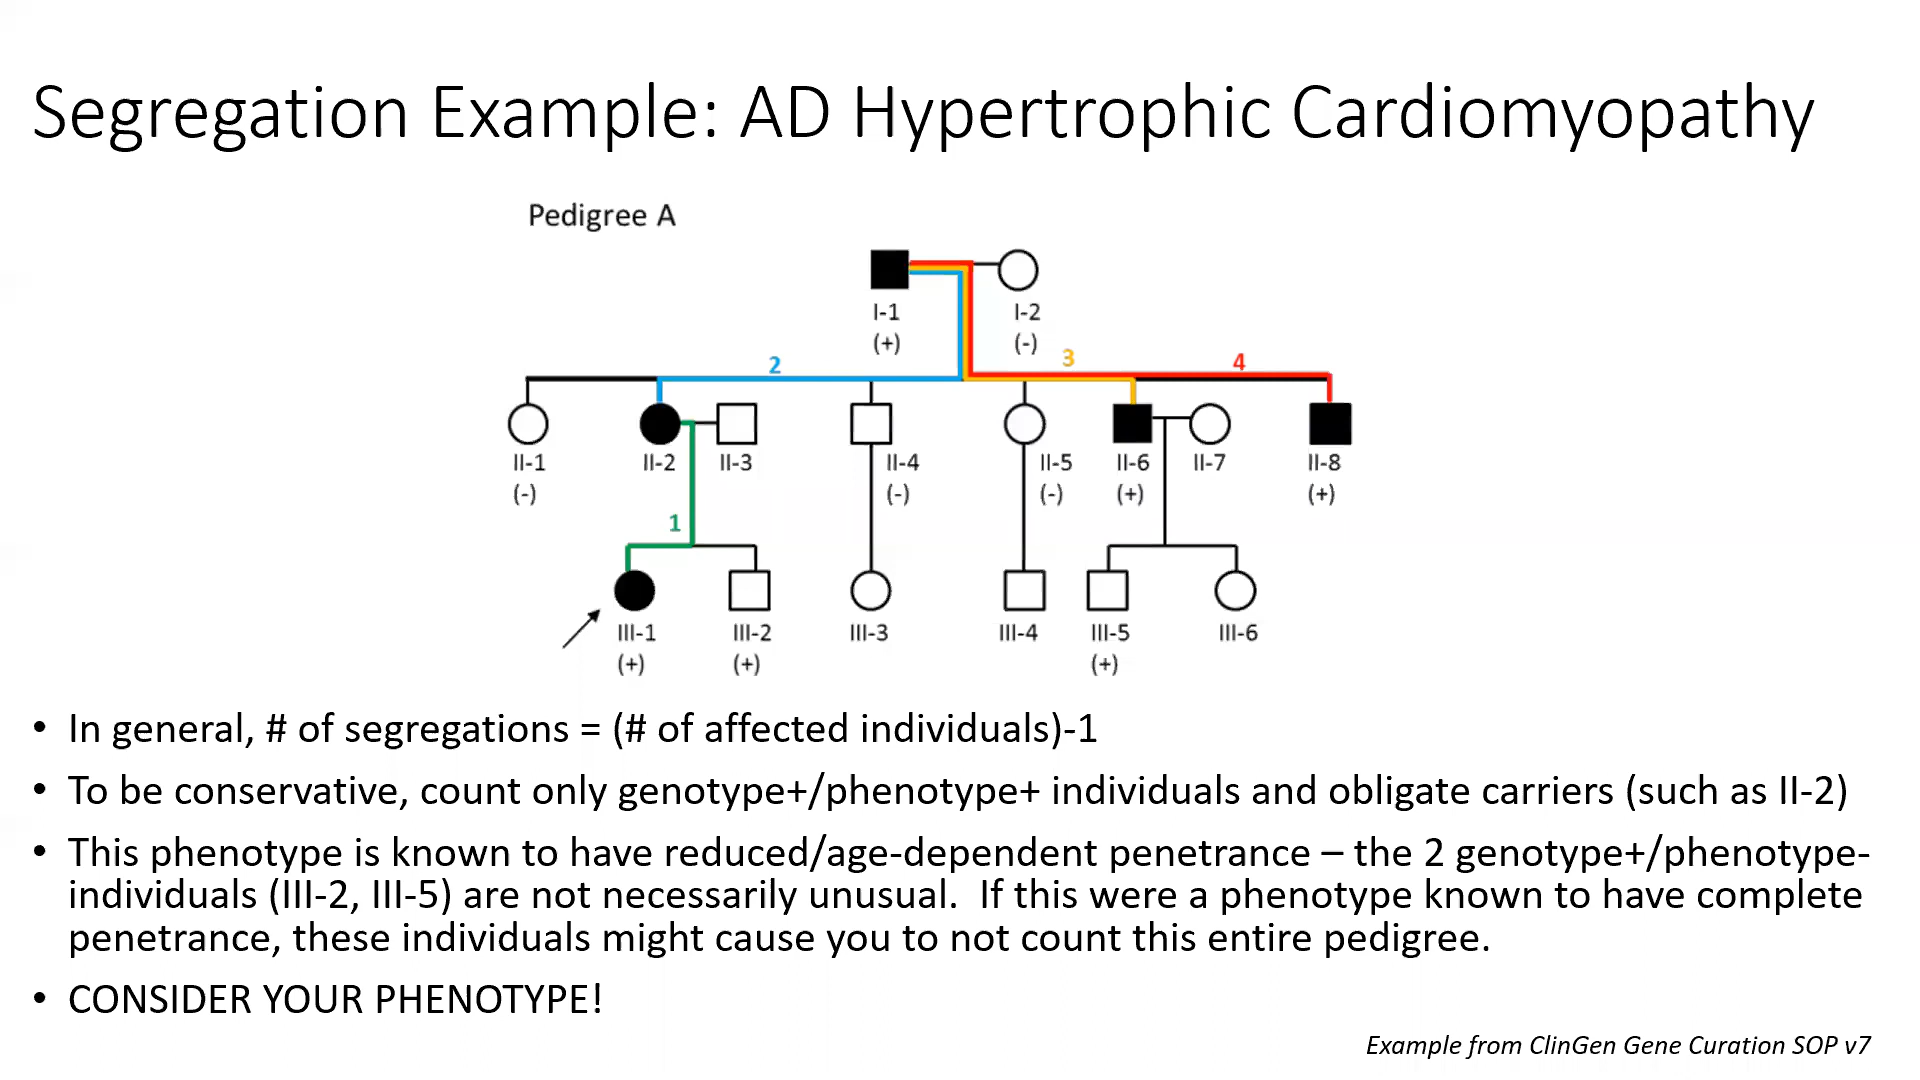 Segregation Example: AD Hypertrophic Cardiomyopathy
Pedigree A
I-1 I-2
(+) (-)
2 3 4
II-1 II-2 II-3 II-4 II-5 II-6 II-7 II-8
(-) (-) (-) (+) (+)
1
III-1 III-2 III-3 III-4 III-5 III-6
(+) (+) (+)
• In general, # of segregations = (# of affected individuals)-1
• To be conservative, count only genotype+/phenotype+ individuals and obligate carriers (such as II-2)
• This phenotype is known to have reduced/age-dependent penetrance – the 2 genotype+/phenotype-
individuals (III-2, III-5) are not necessarily unusual.  If this were a phenotype known to have complete
penetrance, these individuals might cause you to not count this entire pedigree.
• CONSIDER YOUR PHENOTYPE!
Example from ClinGen Gene Curation SOP v7